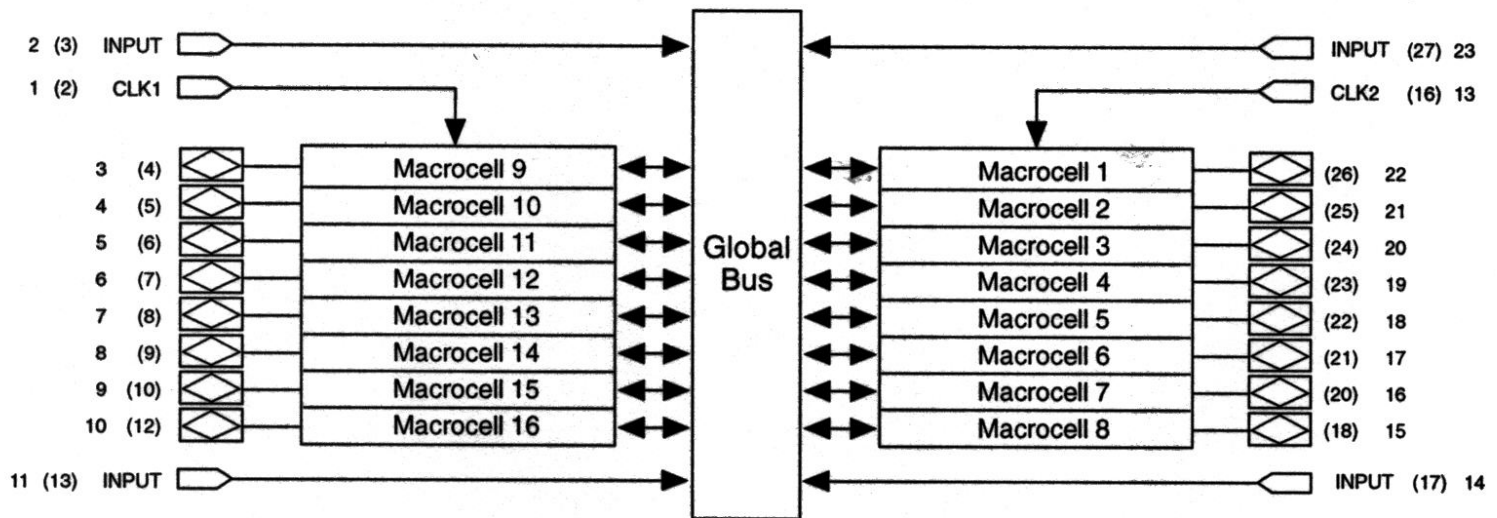 2 (3) INPUT INPUT (27) 23
1 (2) CLK1 CLK2 (16) 13
3 (4) Macrocell 9 Macrocell 1 (26) 22
4 (5) Macrocell 10 Macrocell 2 (25) 21
5 (6) Macrocell 11 Macrocell 3 (24) 20
Global
6 (7) Macrocell 12 Macrocell 4 (23) 19
Bus
7 (8) Macrocell 13 Macrocell 5 (22) 18
8 (9) Macrocell 14 Macrocell 6 (21) 17
9 (10) Macrocell 15 Macrocell 7 (20) 16
10 (12) Macrocell 16 Macrocell 8 (18) 15
11 (13) INPUT INPUT (17) 14